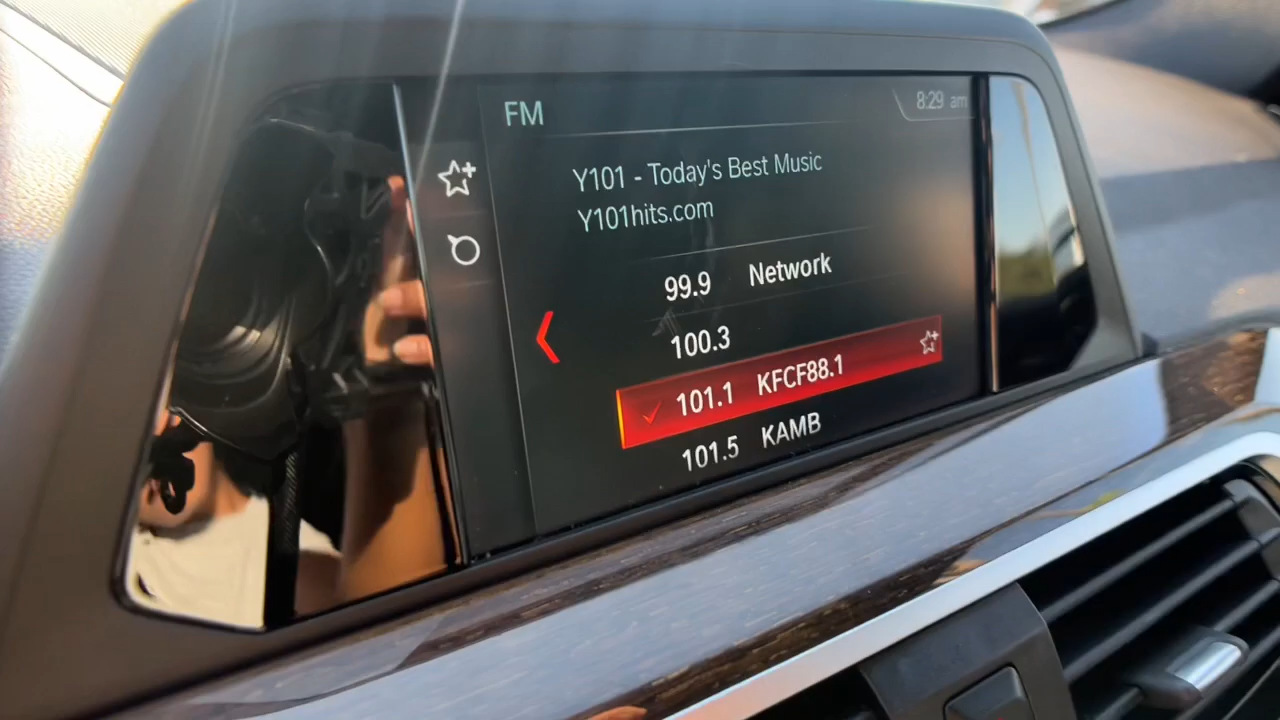 FM
8:29 am
Y101 - Today's Best Music
Y101hits.com
99.9 Network
100.3
101.1 KFCF88.1
101.5 KAMB